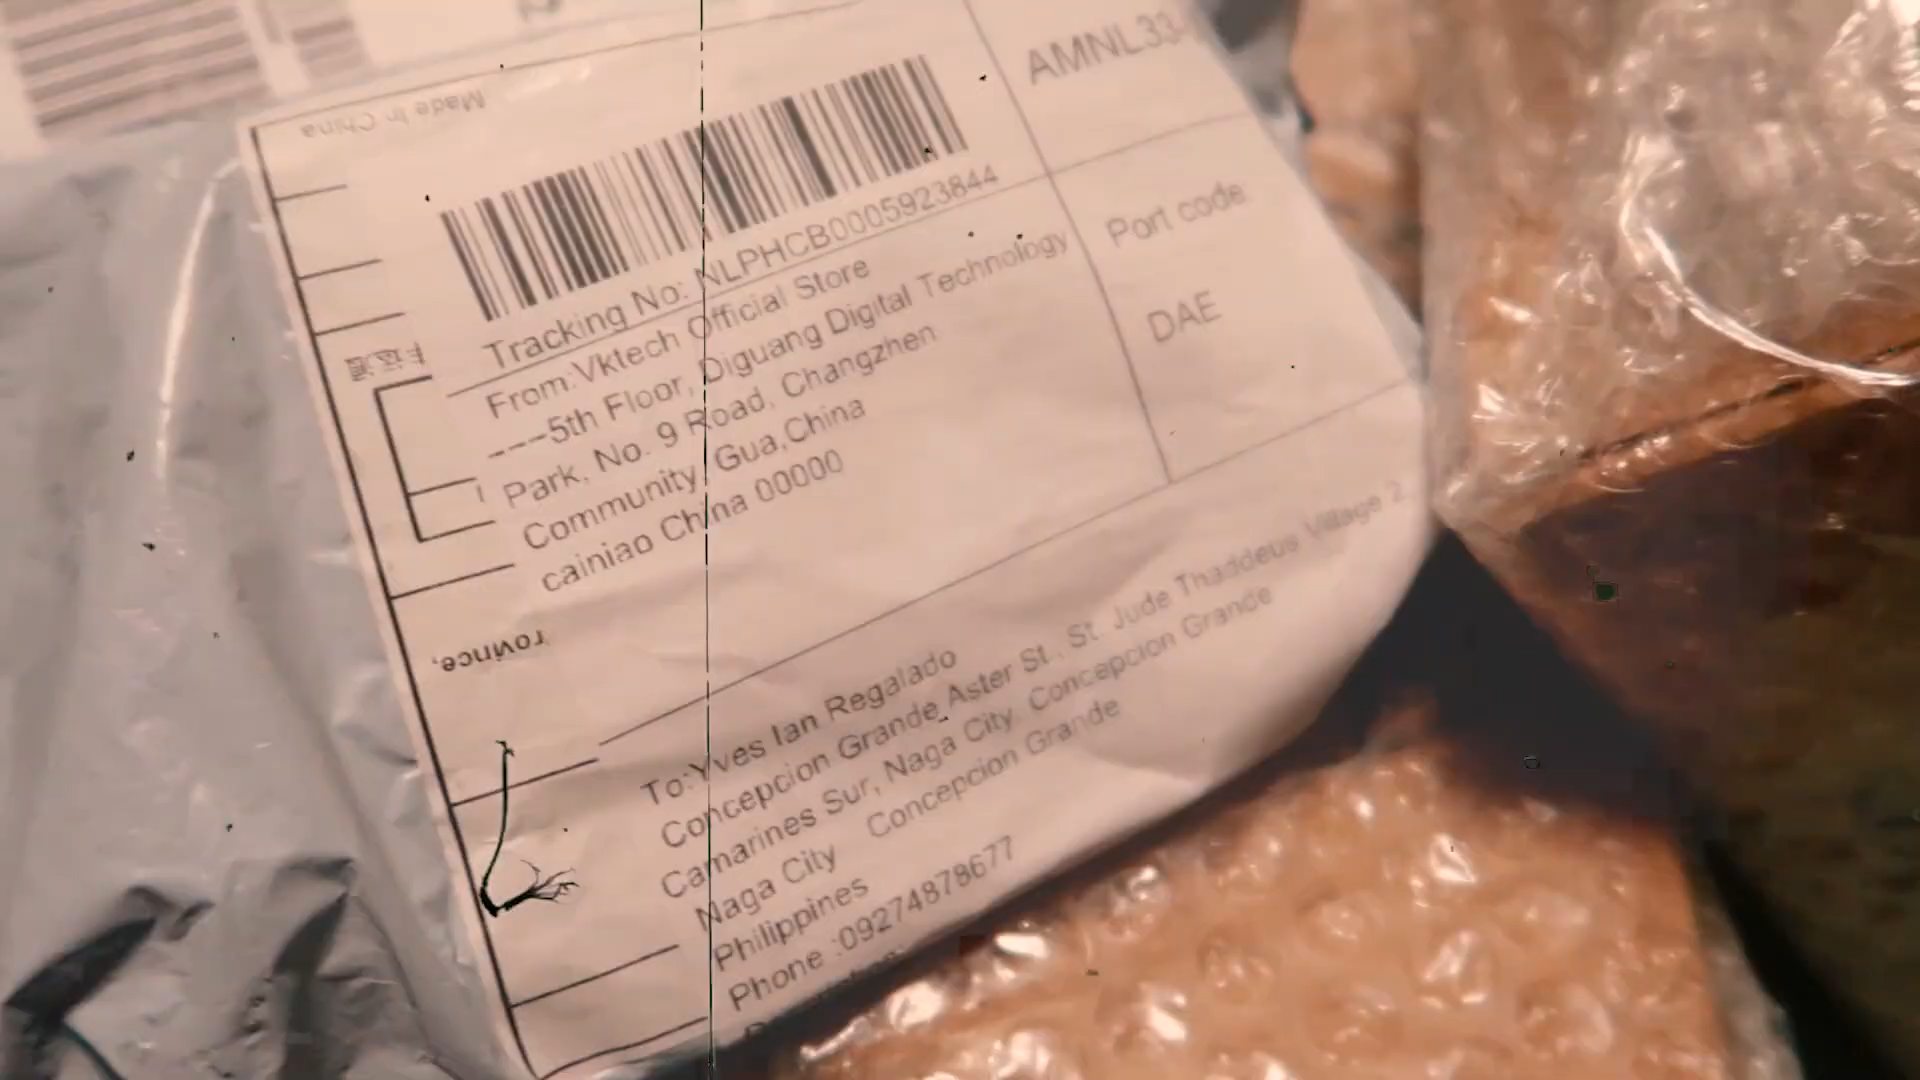 Made In China
AMNL33
Tracking No: NLPHCB0005923844
From:Vktech Official Store
---5th Floor, Diguang Digital Technology
Park, No. 9 Road, Changzhen
Community, Gua,China
cainiao China 00000
Port code:
DAE
rovince,
To:Yves Ian Regalado
Concepcion Grande Aster St., St. Jude Thaddeus Village 2,
Camarines Sur, Naga City Concepcion Grande
Naga City Concepcion Grande
Philippines
Phone :09274878677